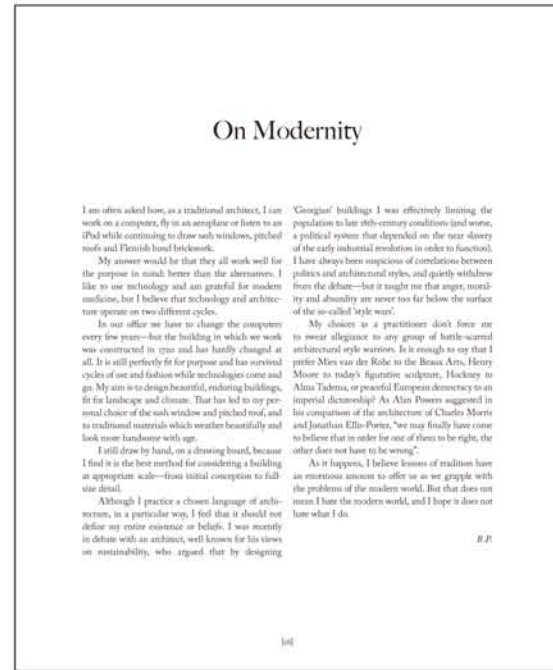 On Modernity
I am often asked how, as a traditional architect, I can
work on a computer, fly in an aeroplane or listen to an
iPod while continuing to draw sash windows, pitched
roofs and Flemish bond brickwork.
My answer would be that they all work well for
the purpose in mind: better than the alternatives. I
like to use technology and am grateful for modern
medicine, but I believe that technology and architec-
ture operate on two different cycles.
In our office we have to change the computers
every few years—but the building in which we work
was constructed in 1720 and has hardly changed at
all. It is still perfectly fit for purpose and has survived
cycles of use and fashion while technologies come and
go. My aim is to design beautiful, enduring buildings,
fit for landscape and climate. That has led to my per-
sonal choice of the sash window and pitched roof, and
to traditional materials which weather beautifully and
look more handsome with age.
I still draw by hand, on a drawing board, because
I find it is the best method for considering a building
at appropriate scale—from initial conception to full-
size detail.
Although I practice a chosen language of archi-
tecture, in a particular way, I feel that it should not
define my entire existence or beliefs. I was recently
in debate with an architect, well known for his views
on sustainability, who argued that by designing
'Georgian' buildings I was effectively limiting the
population to late 18th-century conditions (and worse,
a political system that depended on the near slavery
of the early industrial revolution in order to function).
I have always been suspicious of correlations between
politics and architectural styles, and quietly withdrew
from the debate—but it taught me that anger, moral-
ity and absurdity are never too far below the surface
of the so-called 'style wars'.
My choices as a practitioner don't force me
to swear allegiance to any group of battle-scarred
architectural style warriors. Is it enough to say that I
prefer Mies van der Rohe to the Beaux Arts, Henry
Moore to today's figurative sculpture, Hockney to
Alma Tadema, or peaceful European democracy to an
imperial dictatorship? As Alan Powers suggested in
his comparison of the architecture of Charles Morris
and Jonathan Ellis-Porter, "we may finally have come
to believe that in order for one of them to be right, the
other does not have to be wrong".
As it happens, I believe lessons of tradition have
an enormous amount to offer us as we grapple with
the problems of the modern world. But that does not
mean I hate the modern world, and I hope it does not
hate what I do.
B.P.